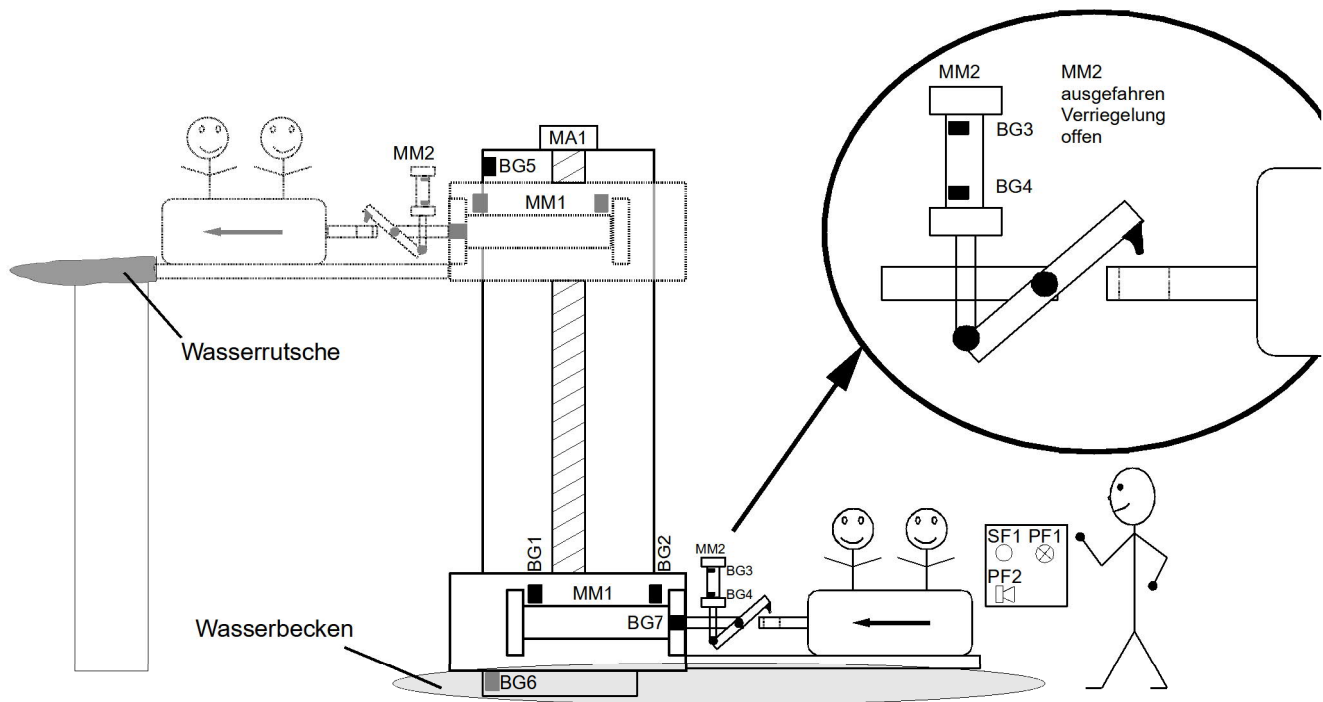 MA1
BG5
MM2
MM1
Wasserrutsche
MM2
BG3
BG4
MM2
ausgefahren
Verriegelung
offen
BG1
BG2
MM2
BG3
BG4
MM1
BG7
BG6
Wasserbecken
SF1 PF1
PF2